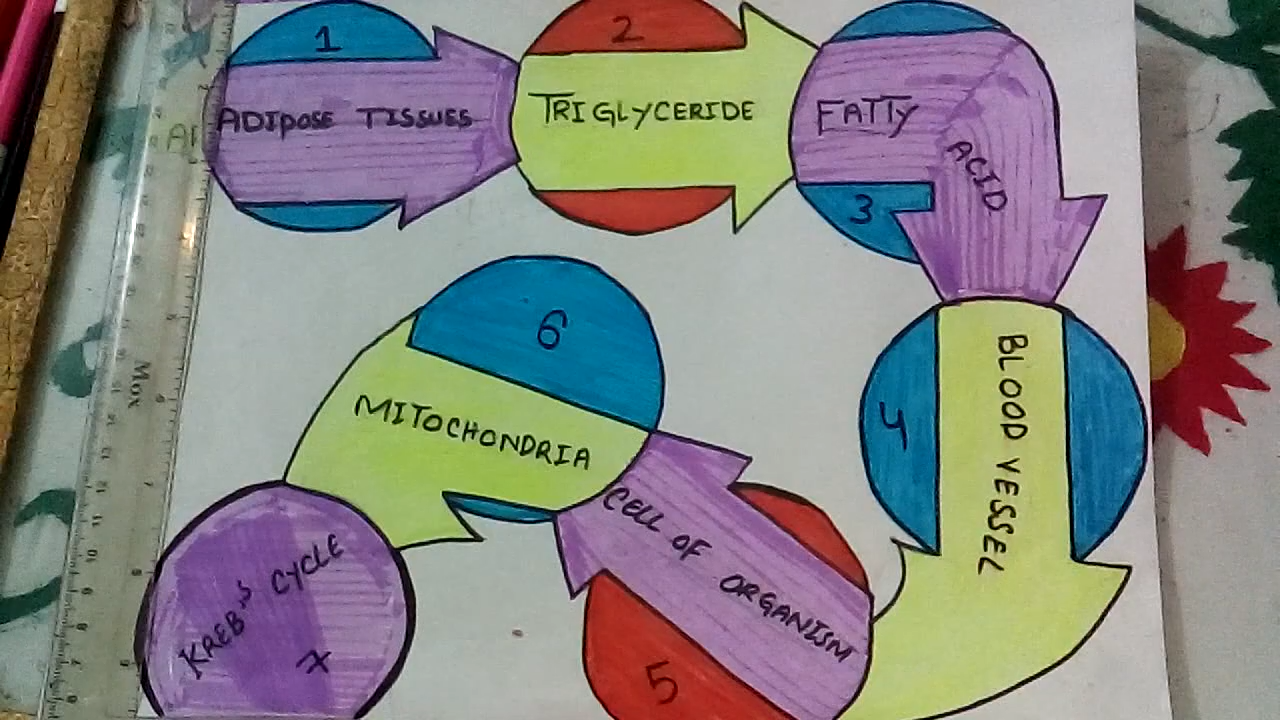 1
ADIPOSE TISSUES
2
TRIGLYCERIDE
FATTY
ACID
3
4
BLOOD VESSEL
5
CELL OF ORGANISM
6
MITOCHONDRIA
KREB'S CYCLE
7
Max